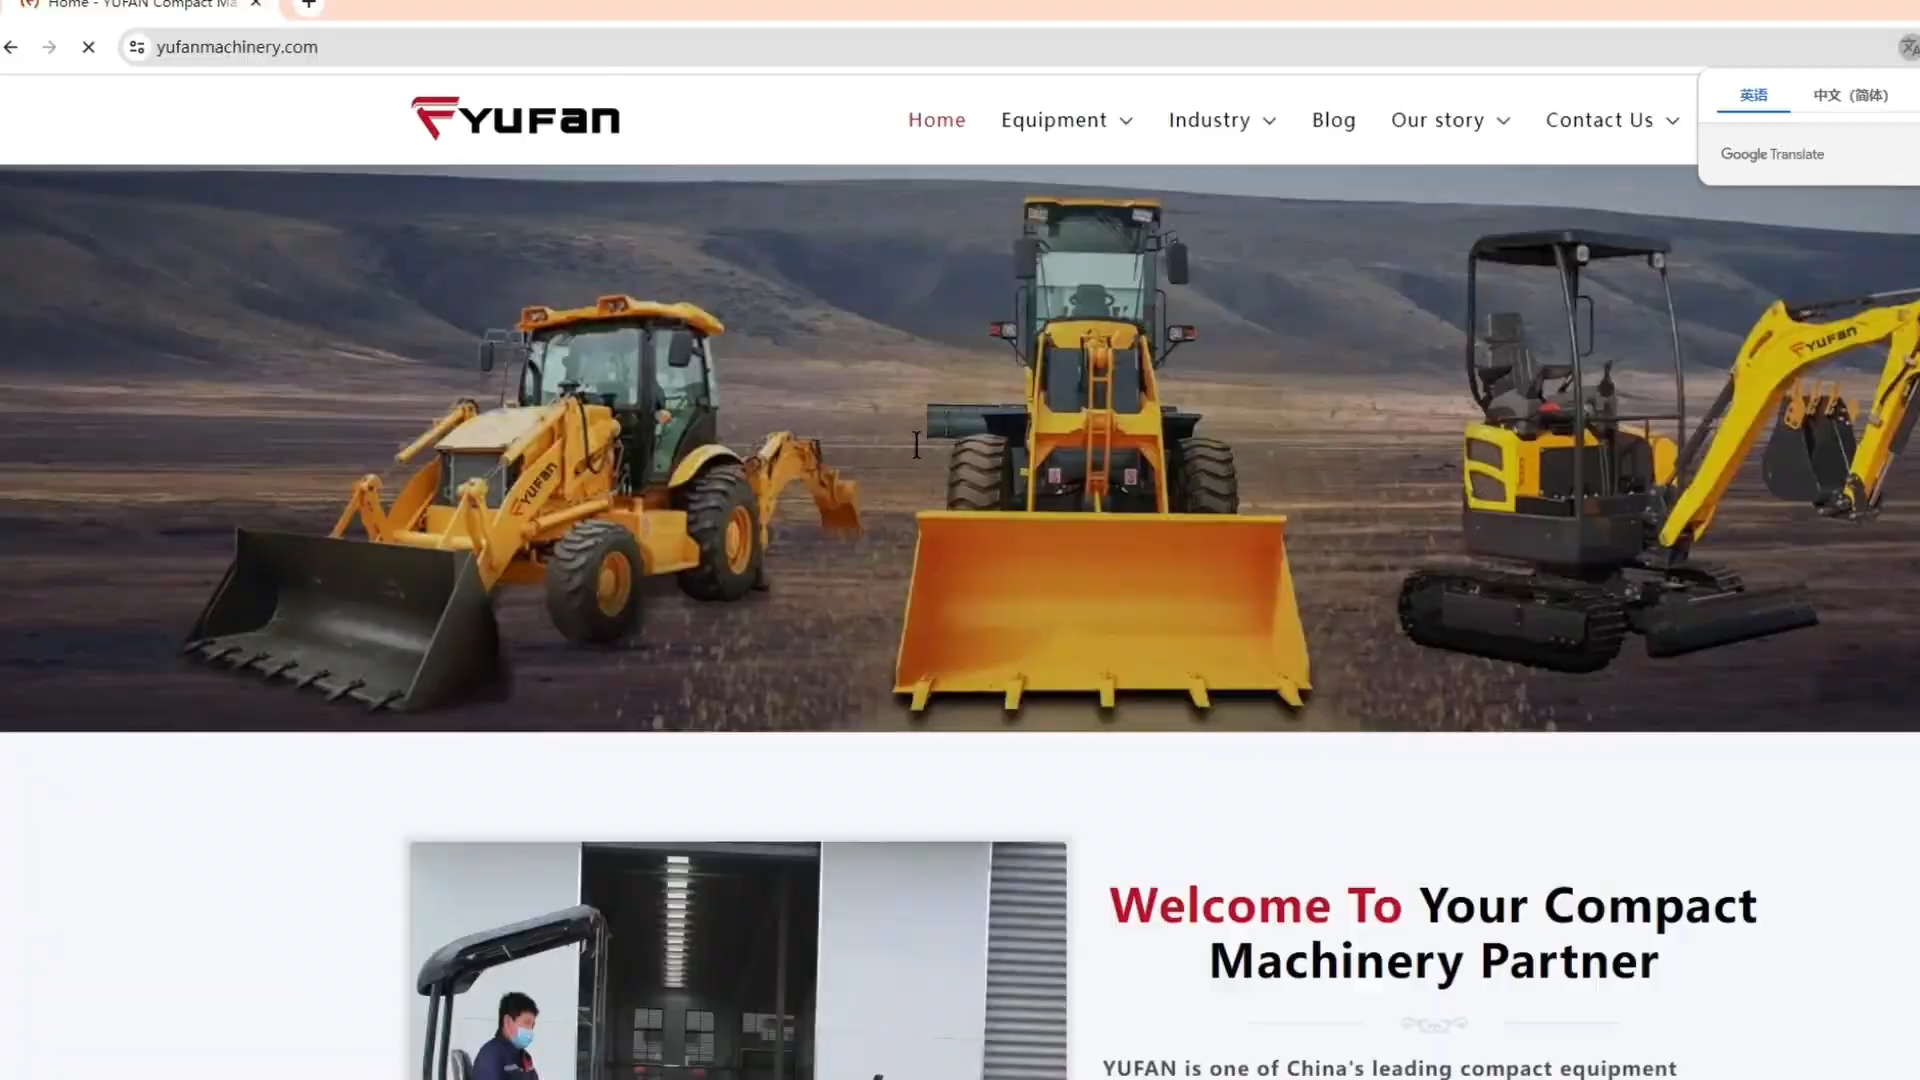 Home - YUFAN Compact Ma
yufanmachinery.com
英语 中文 (简体)
YUFAN Home Equipment Industry Blog Our story Contact Us
Google Translate
YUFAN
YUFAN
Welcome To Your Compact
Machinery Partner
YUFAN is one of China's leading compact equipment